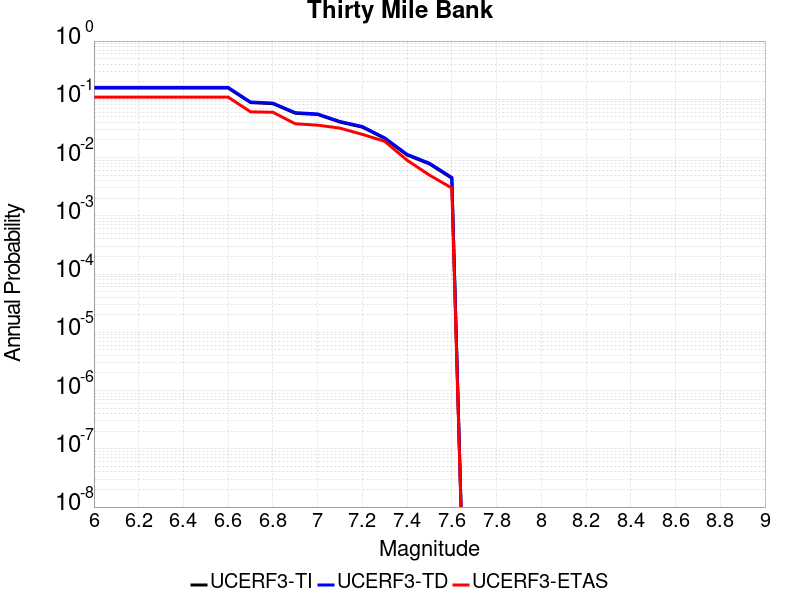 Thirty Mile Bank
10^0
10^-1
10^-2
10^-3
10^-4
10^-5
10^-6
10^-7
10^-8
Annual Probability
6 6.2 6.4 6.6 6.8 7 7.2 7.4 7.6 7.8 8 8.2 8.4 8.6 8.8 9
Magnitude
UCERF3-TI UCERF3-TD UCERF3-ETAS